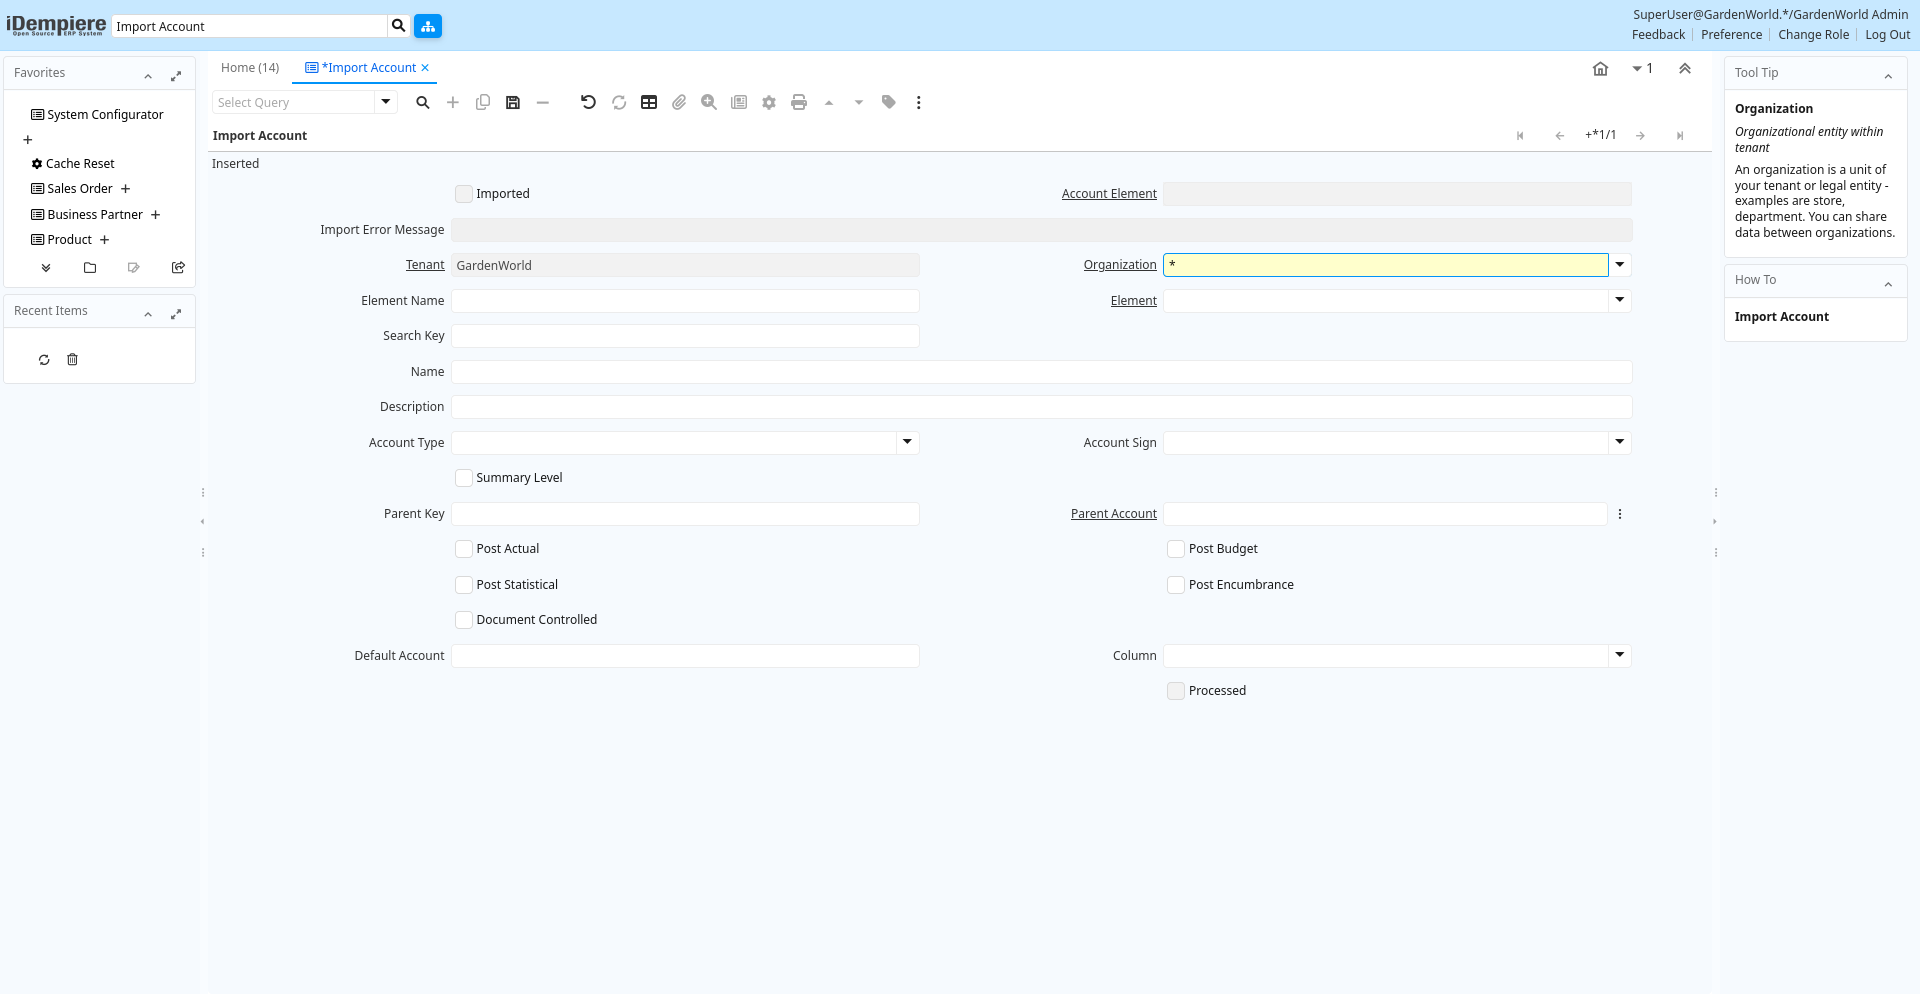 iDempiere
Open Source ERP System
Import Account
SuperUser@GardenWorld.*/GardenWorld Admin
Feedback
Preference
Change Role
Log Out
Favorites
System Configurator
Cache Reset
Sales Order
Business Partner
Product
Recent Items
Home (14)
*Import Account
1
Select Query
Import Account
+*1/1
Inserted
Imported
Account Element
Import Error Message
Tenant
GardenWorld
Organization
*
Element Name
Element
Search Key
Name
Description
Account Type
Account Sign
Summary Level
Parent Key
Parent Account
Post Actual
Post Budget
Post Statistical
Post Encumbrance
Document Controlled
Default Account
Column
Processed
Tool Tip
Organization
Organizational entity within
tenant
An organization is a unit of
your tenant or legal entity -
examples are store,
department. You can share
data between organizations.
How To
Import Account